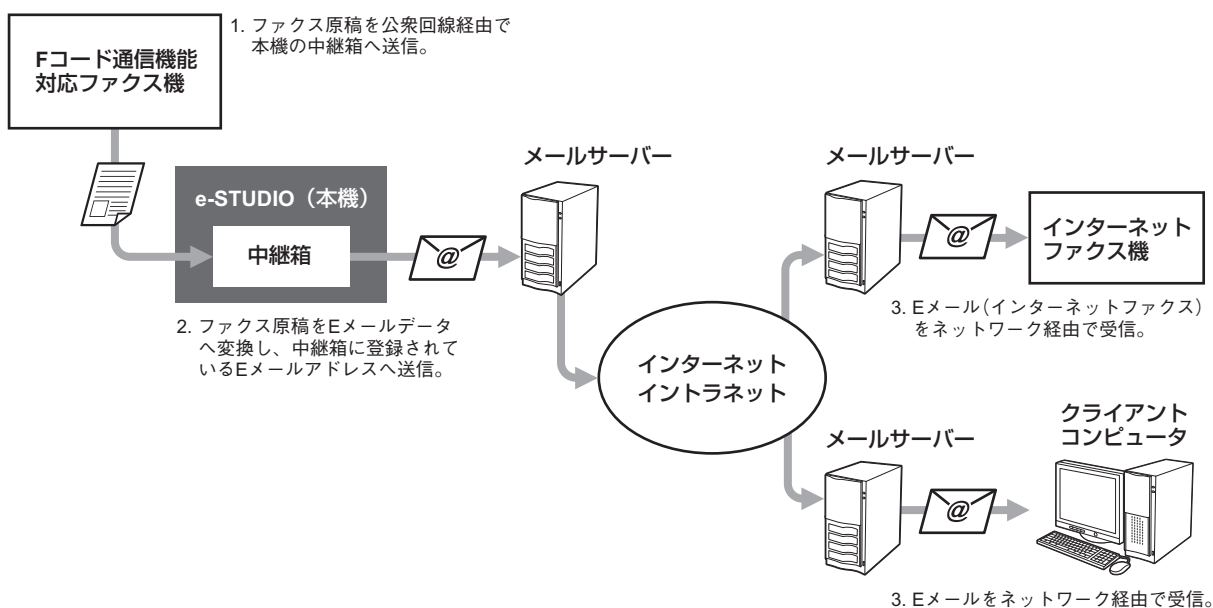 1. ファクス原稿を公衆回線経由で
本機の中継箱へ送信。
Fコード通信機能
対応ファクス機
e-STUDIO（本機）
中継箱
2. ファクス原稿をEメールデータ
へ変換し、中継箱に登録されて
いるEメールアドレスへ送信。
@
メールサーバー
インターネット
イントラネット
メールサーバー
@
インターネット
ファクス機
3. Eメール（インターネットファクス）
をネットワーク経由で受信。
メールサーバー
@
クライアント
コンピュータ
3. Eメールをネットワーク経由で受信。